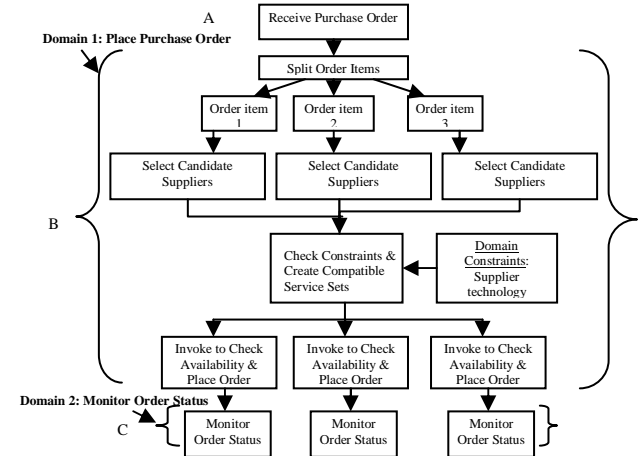 A
Receive Purchase Order
Domain 1: Place Purchase Order
Split Order Items
Order item
1
Order item
2
Order item
3
Select Candidate
Suppliers
Select Candidate
Suppliers
Select Candidate
Suppliers
B
Check Constraints &
Create Compatible
Service Sets
Domain
Constraints:
Supplier
technology
Invoke to Check
Availability &
Place Order
Invoke to Check
Availability &
Place Order
Invoke to Check
Availability &
Place Order
Domain 2: Monitor Order Status
C
Monitor
Order Status
Monitor
Order Status
Monitor
Order Status